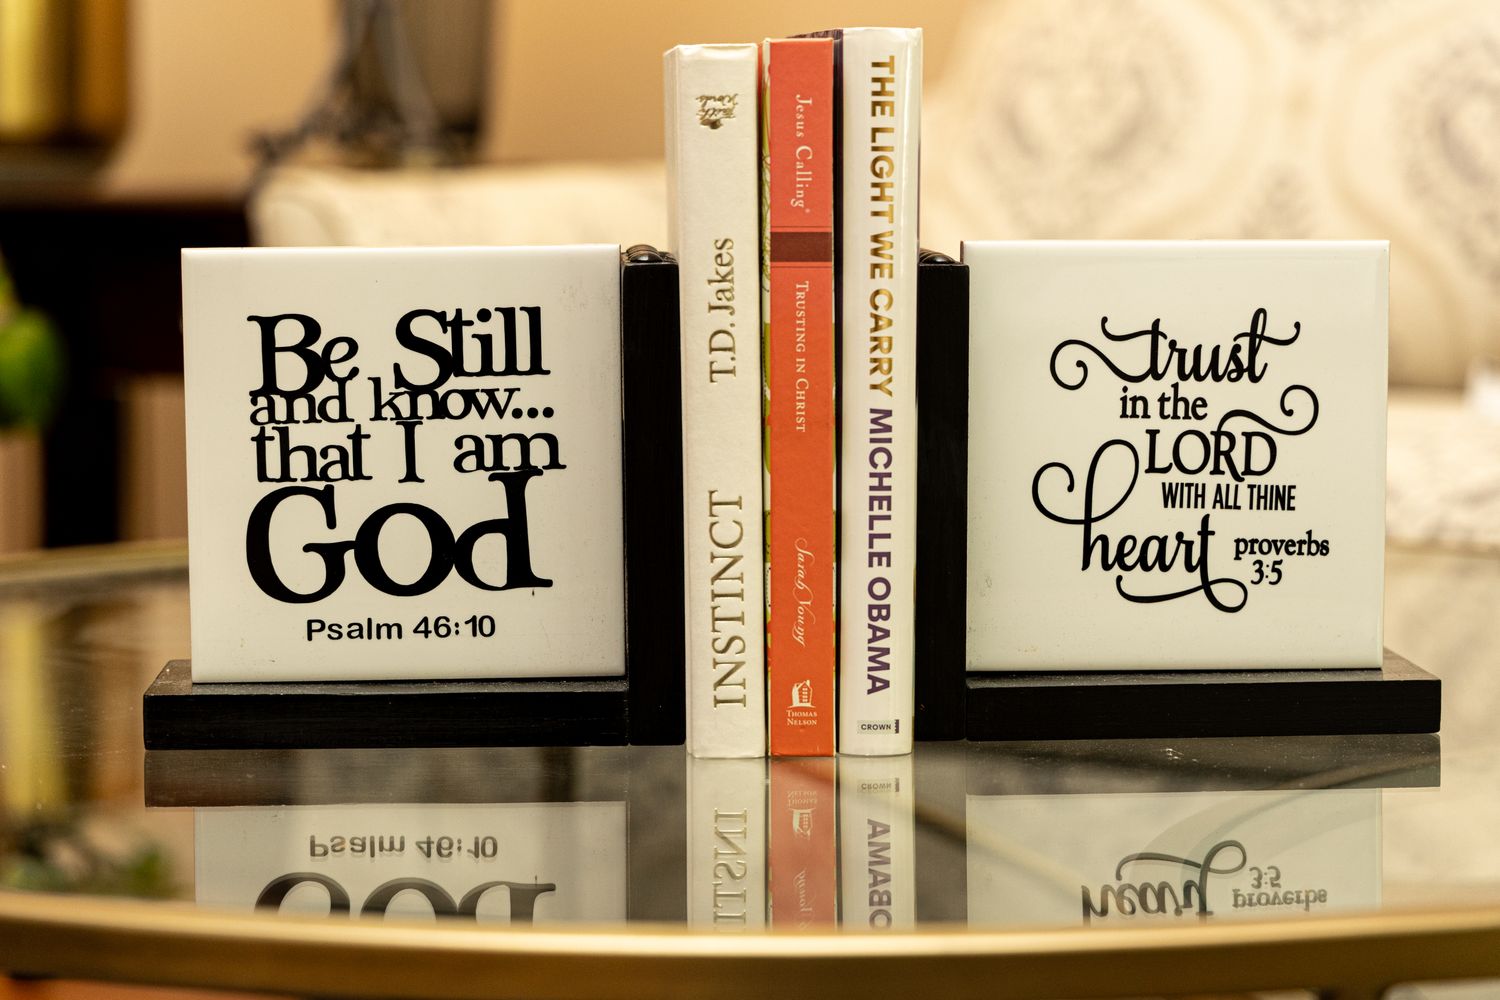 Be Still
and know...
that I am
God
Psalm 46:10
T.D. Jakes
INSTINCT
Jesus Calling®
TRUSTING IN CHRIST
Sarah Young
THOMAS
NELSON
THE LIGHT WE CARRY MICHELLE OBAMA
CROWN
trust
in the
LORD
WITH ALL THINE
heart proverbs
3:5